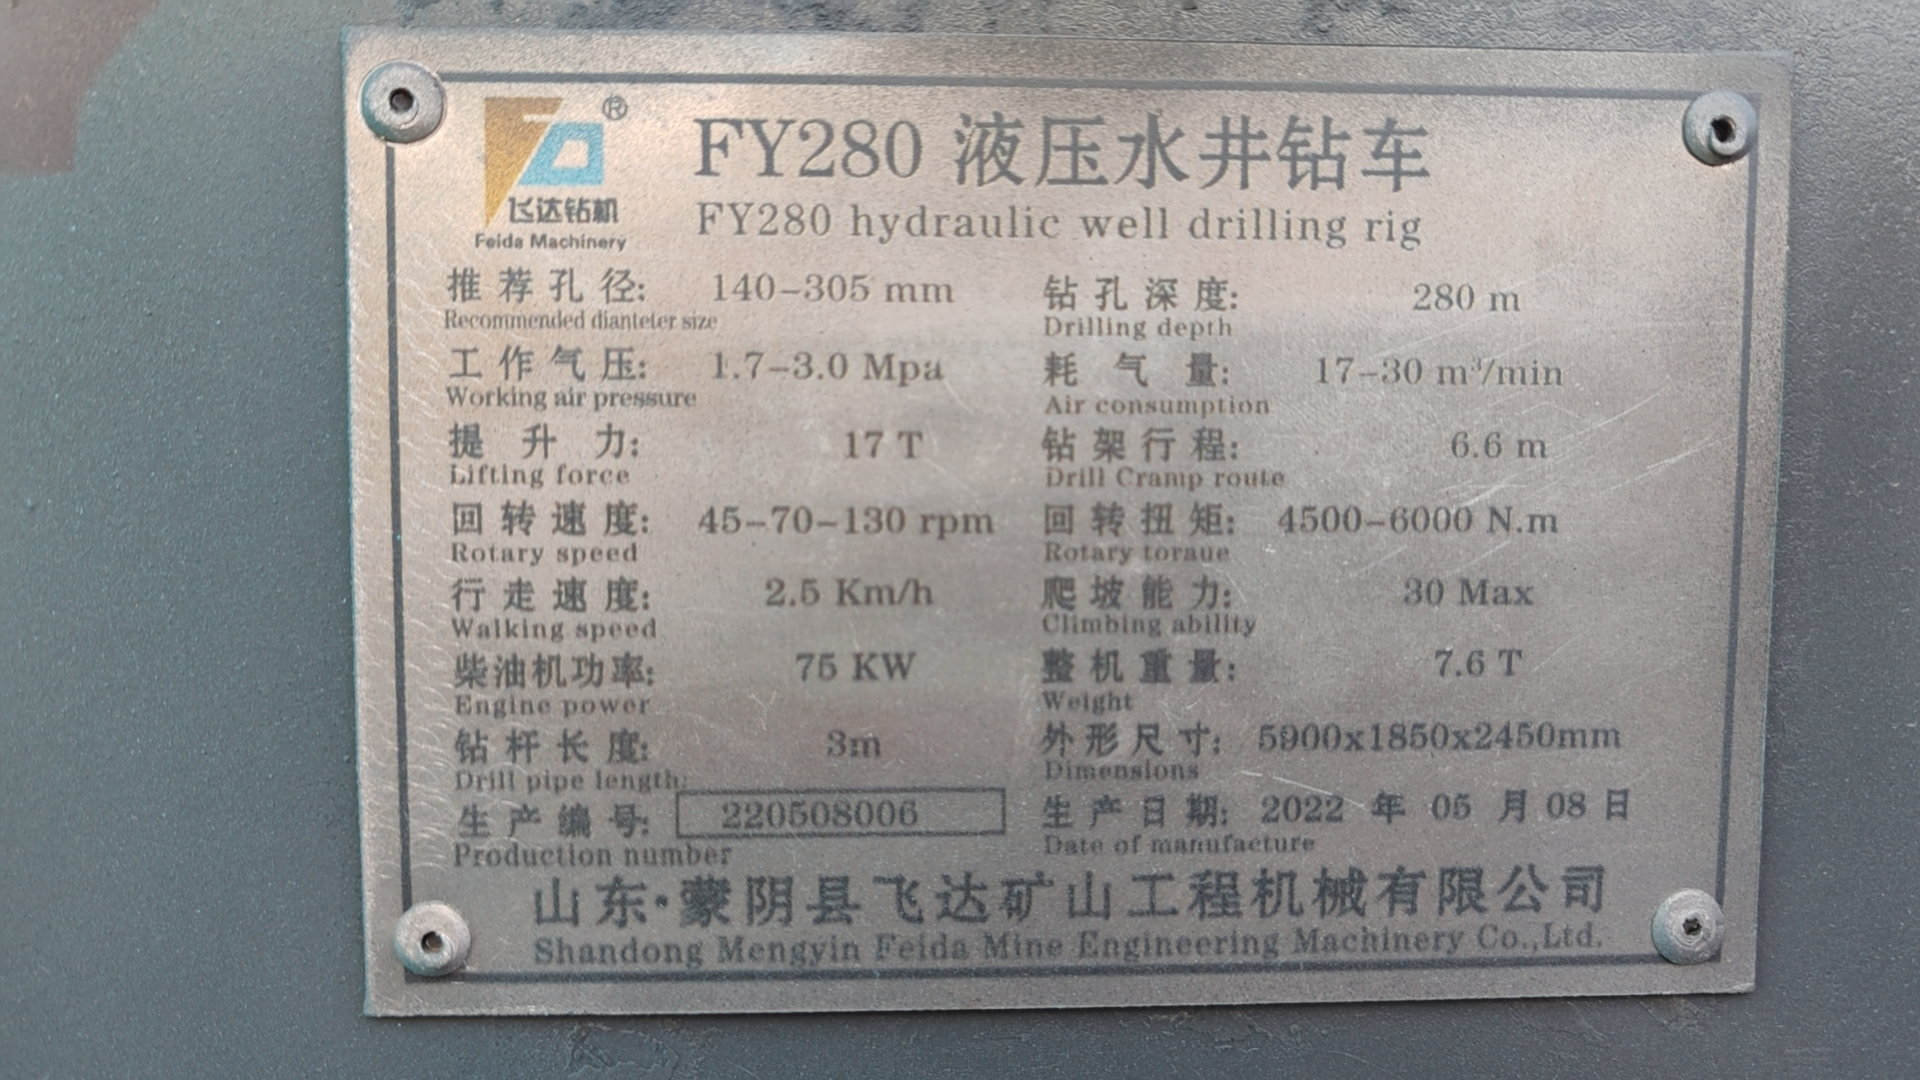 ®
飞达钻机
Feida Machinery
FY280 液压水井钻车
FY280 hydraulic well drilling rig
推荐孔径: 140-305 mm 钻孔深度: 280 m
Recommended dianteter size Drilling depth
工作气压: 1.7-3.0 Mpa 耗气量: 17-30 m³/min
Working air pressure Air consumption
提升力: 17 T 钻架行程: 6.6 m
Lifting force Drill Cramp route
回转速度: 45-70-130 rpm 回转扭矩: 4500-6000 N.m
Rotary speed Rotary toraue
行走速度: 2.5 Km/h 爬坡能力: 30 Max
Walking speed Climbing ability
柴油机功率: 75 KW 整机重量: 7.6 T
Engine power Weight
钻杆长度: 3m 外形尺寸: 5900x1850x2450mm
Drill pipe length: Dimensions
生产编号: 220508006 生产日期: 2022 年 05 月 08 日
Production number Date of manufacture
山东·蒙阴县飞达矿山工程机械有限公司
Shandong Mengyin Feida Mine Engineering Machinery Co.,Ltd.